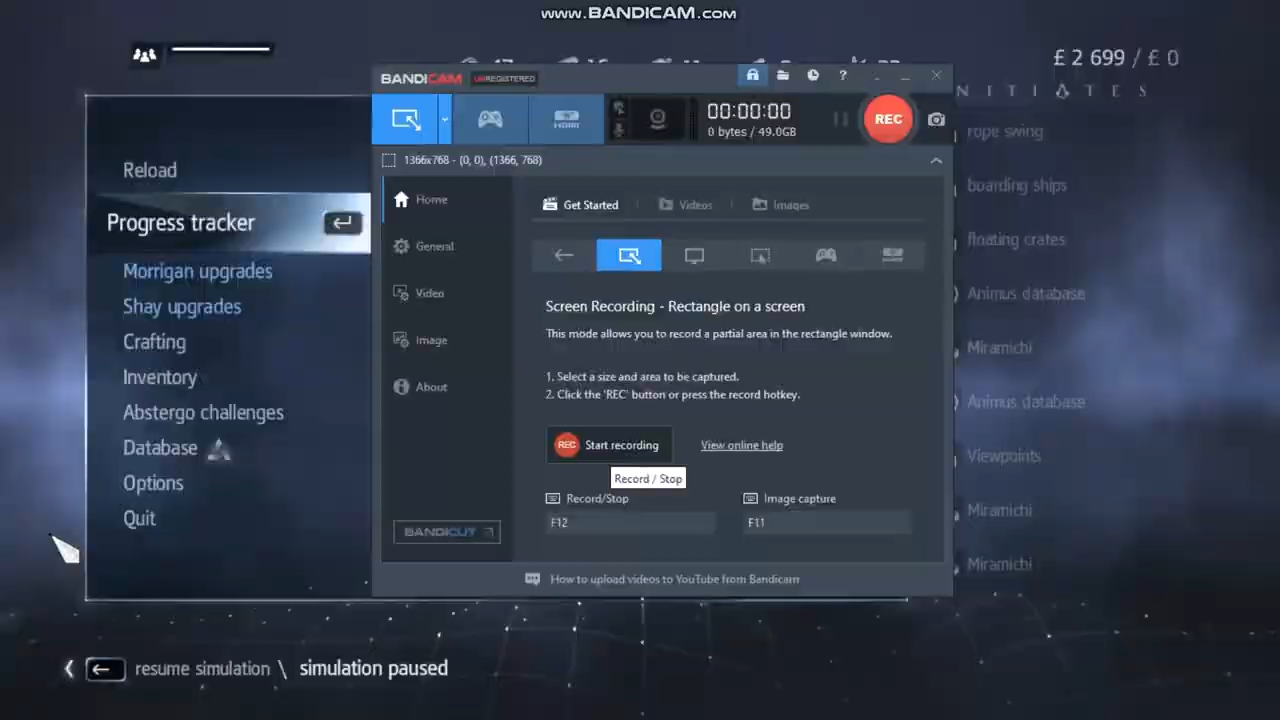 www.BANDICAM.com
£ 2 699 / £ 0
N I T I A T E S
BANDICAM UNREGISTERED
?
HDMI
00:00:00
0 bytes / 49.0GB
REC
1366x768 - (0, 0), (1366, 768)
Reload
Progress tracker
Morrigan upgrades
Shay upgrades
Crafting
Inventory
Abstergo challenges
Database
Options
Quit
Home
General
Video
Image
About
BANDICUT
Get Started
Videos
Images
Screen Recording - Rectangle on a screen
This mode allows you to record a partial area in the rectangle window.
1. Select a size and area to be captured.
2. Click the 'REC' button or press the record hotkey.
REC Start recording
View online help
Record / Stop
Record/Stop
Image capture
F12
F11
How to upload videos to YouTube from Bandicam
rope swing
boarding ships
floating crates
Animus database
Miramichi
Animus database
Viewpoints
Miramichi
Miramichi
resume simulation \ simulation paused